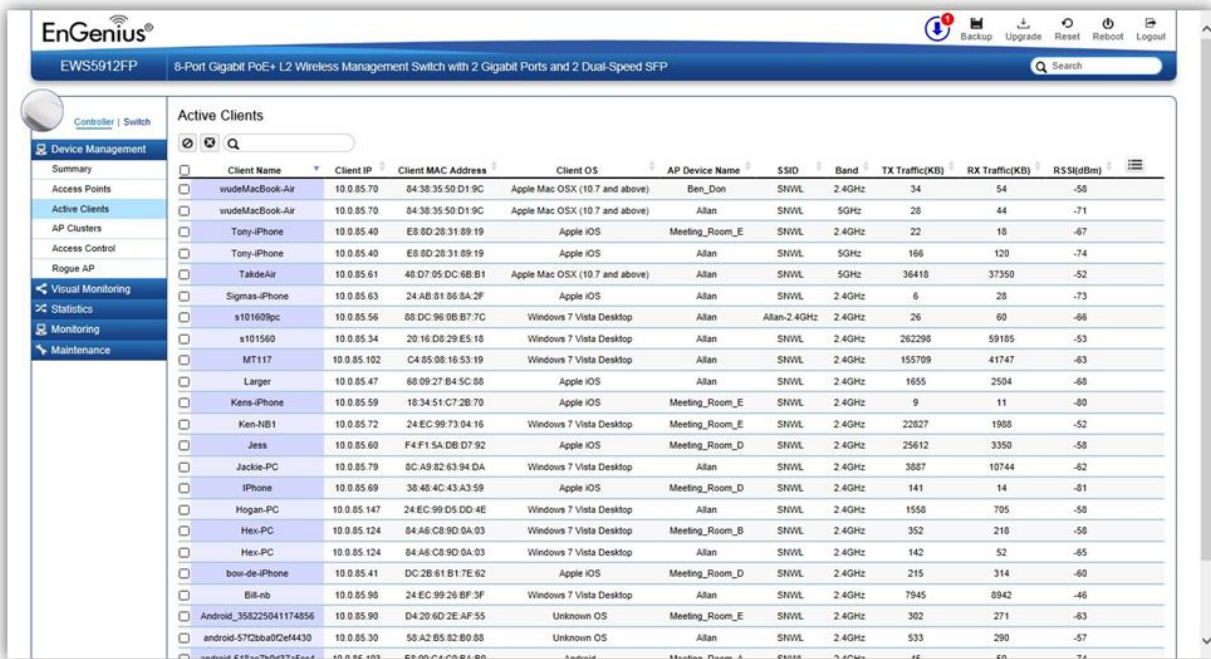 EnGenius®
1
Backup Upgrade Reset Reboot Logout
EWS5912FP 8-Port Gigabit PoE+ L2 Wireless Management Switch with 2 Gigabit Ports and 2 Dual-Speed SFP Search
Controller | Switch
Device Management
Summary
Access Points
Active Clients
AP Clusters
Access Control
Rogue AP
Visual Monitoring
Statistics
Monitoring
Maintenance
Active Clients
Client Name Client IP Client MAC Address Client OS AP Device Name SSID Band TX Traffic(KB) RX Traffic(KB) RSSI(dBm)
wudeMacBook-Air 10.0.85.70 84:38:35:50:D1:9C Apple Mac OSX (10.7 and above) Ben_Don SNWL 2.4GHz 34 54 -58
wudeMacBook-Air 10.0.85.70 84:38:35:50:D1:9C Apple Mac OSX (10.7 and above) Allan SNWL 5GHz 28 44 -71
Tony-iPhone 10.0.85.40 E8:8D:28:31:89:19 Apple iOS Meeting_Room_E SNWL 2.4GHz 22 18 -67
Tony-iPhone 10.0.85.40 E8:8D:28:31:89:19 Apple iOS Allan SNWL 5GHz 166 120 -74
TakdeAir 10.0.85.61 48:D7:05:DC:6B:B1 Apple Mac OSX (10.7 and above) Allan SNWL 5GHz 36418 37350 -52
Sigmas-iPhone 10.0.85.63 24:AB:81:86:8A:2F Apple iOS Allan SNWL 2.4GHz 6 28 -73
s101609pc 10.0.85.56 88:DC:96:0B:B7:7C Windows 7 Vista Desktop Allan Allan-2.4GHz 2.4GHz 26 60 -66
s101560 10.0.85.34 20:16:D8:29:E5:18 Windows 7 Vista Desktop Allan SNWL 2.4GHz 262298 59185 -53
MT117 10.0.85.102 C4:85:08:16:53:19 Windows 7 Vista Desktop Allan SNWL 2.4GHz 155709 41747 -63
Larger 10.0.85.47 68:09:27:B4:5C:88 Apple iOS Allan SNWL 2.4GHz 1655 2504 -68
Kens-iPhone 10.0.85.59 18:34:51:C7:2B:70 Apple iOS Meeting_Room_E SNWL 2.4GHz 9 11 -80
Ken-NB1 10.0.85.72 24:EC:99:73:04:16 Windows 7 Vista Desktop Meeting_Room_E SNWL 2.4GHz 22827 1988 -52
Jess 10.0.85.60 F4:F1:5A:DB:D7:92 Apple iOS Meeting_Room_D SNWL 2.4GHz 25612 3350 -58
Jackie-PC 10.0.85.79 8C:A9:82:63:94:DA Windows 7 Vista Desktop Allan SNWL 2.4GHz 3887 10744 -62
IPhone 10.0.85.69 38:48:4C:43:A3:59 Apple iOS Meeting_Room_D SNWL 2.4GHz 141 14 -81
Hogan-PC 10.0.85.147 24:EC:99:D5:DD:4E Windows 7 Vista Desktop Allan SNWL 2.4GHz 1558 705 -58
Hex-PC 10.0.85.124 84:A6:C8:9D:0A:03 Windows 7 Vista Desktop Meeting_Room_B SNWL 2.4GHz 352 218 -58
Hex-PC 10.0.85.124 84:A6:C8:9D:0A:03 Windows 7 Vista Desktop Allan SNWL 2.4GHz 142 52 -65
bow-de-iPhone 10.0.85.41 DC:2B:61:B1:7E:62 Apple iOS Meeting_Room_D SNWL 2.4GHz 215 314 -60
Bill-nb 10.0.85.98 24:EC:99:26:BF:3F Windows 7 Vista Desktop Allan SNWL 2.4GHz 7945 8942 -46
Android_358225041174856 10.0.85.90 D4:20:6D:2E:AF:55 Unknown OS Meeting_Room_E SNWL 2.4GHz 302 271 -63
android-57f2bba0f2ef4430 10.0.85.30 58:A2:B5:82:B0:88 Unknown OS Allan SNWL 2.4GHz 533 290 -57
Android Meeting_Room_A SNWL 2.4GHz 45 50 -74